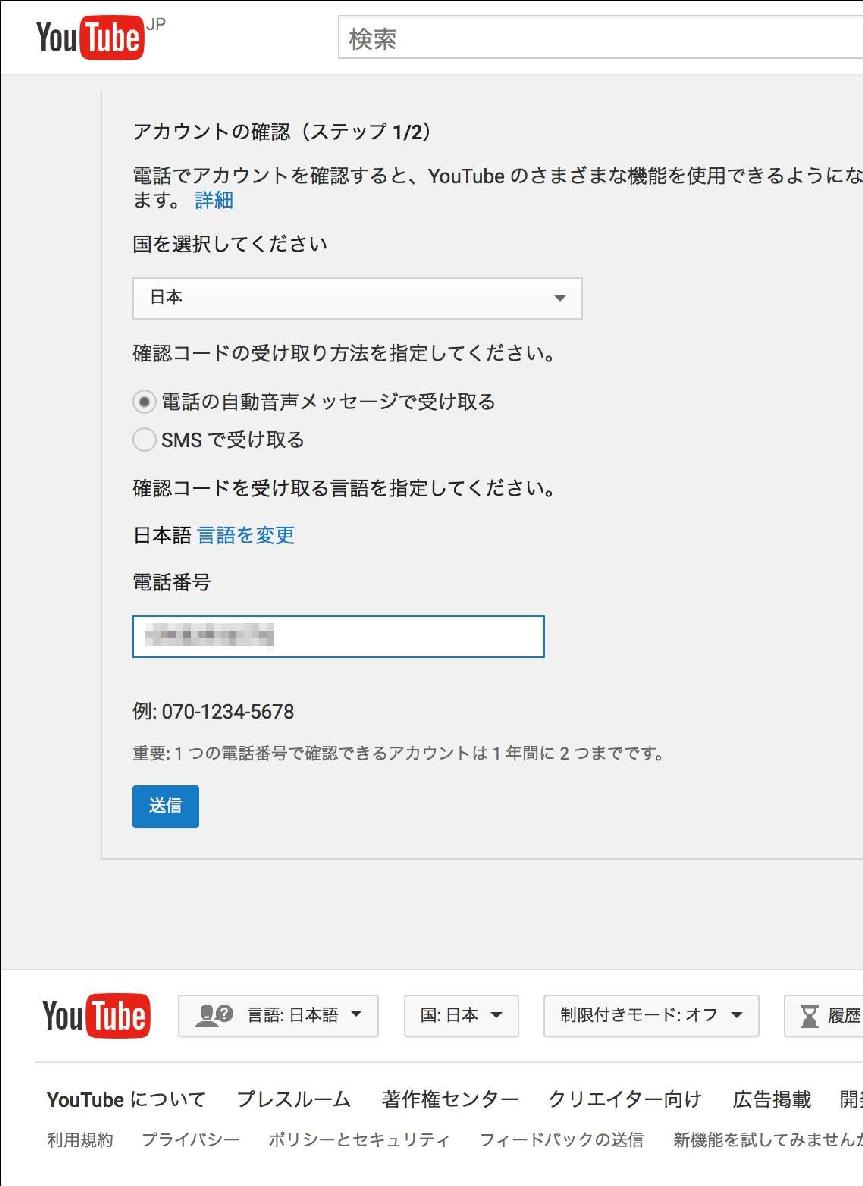 YouTube JP
検索
アカウントの確認（ステップ 1/2）
電話でアカウントを確認すると、YouTube のさまざまな機能を使用できるようにな
ます。 詳細
国を選択してください
日本
確認コードの受け取り方法を指定してください。
電話の自動音声メッセージで受け取る
SMS で受け取る
確認コードを受け取る言語を指定してください。
日本語 言語を変更
電話番号
例: 070-1234-5678
重要: 1 つの電話番号で確認できるアカウントは 1 年間に 2 つまでです。
送信
YouTube 言語: 日本語 国: 日本 制限付きモード: オフ 履歴
YouTube について プレスルーム 著作権センター クリエイター向け 広告掲載 開
利用規約 プライバシー ポリシーとセキュリティ フィードバックの送信 新機能を試してみません